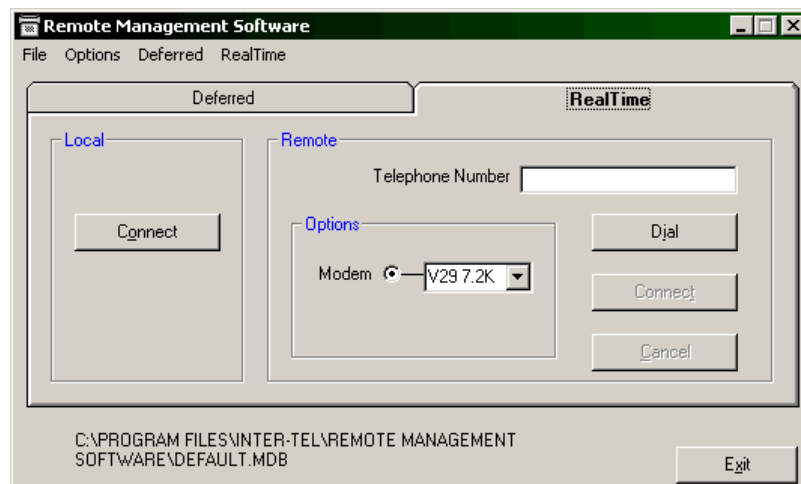 Remote Management Software
File Options Deferred RealTime
Deferred RealTime
Local
Connect
Remote
Telephone Number
Options
Modem V29 7.2K
Dial
Connect
Cancel
C:\PROGRAM FILES\INTER-TEL\REMOTE MANAGEMENT
SOFTWARE\DEFAULT.MDB
Exit